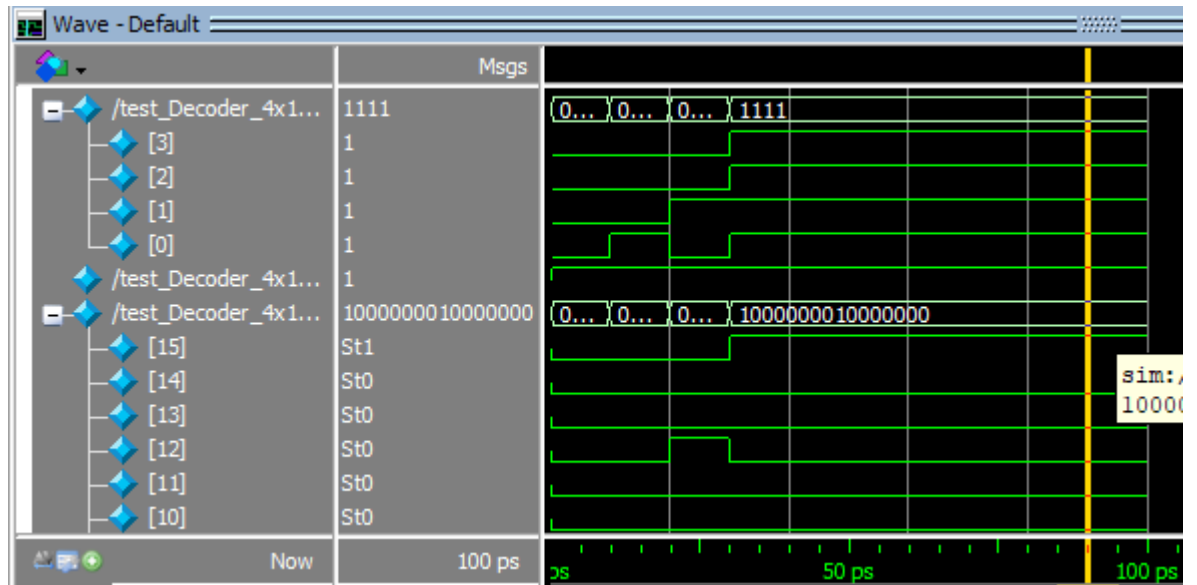 Wave - Default
Msgs
/test_Decoder_4x1... 1111 0... 0... 0... 1111
[3] 1
[2] 1
[1] 1
[0] 1
/test_Decoder_4x1... 1
/test_Decoder_4x1... 1000000010000000 0... 0... 0... 1000000010000000
[15] St1
[14] St0
[13] St0
[12] St0
[11] St0
[10] St0
sim:/
10000
Now 100 ps ps 50 ps 100 ps